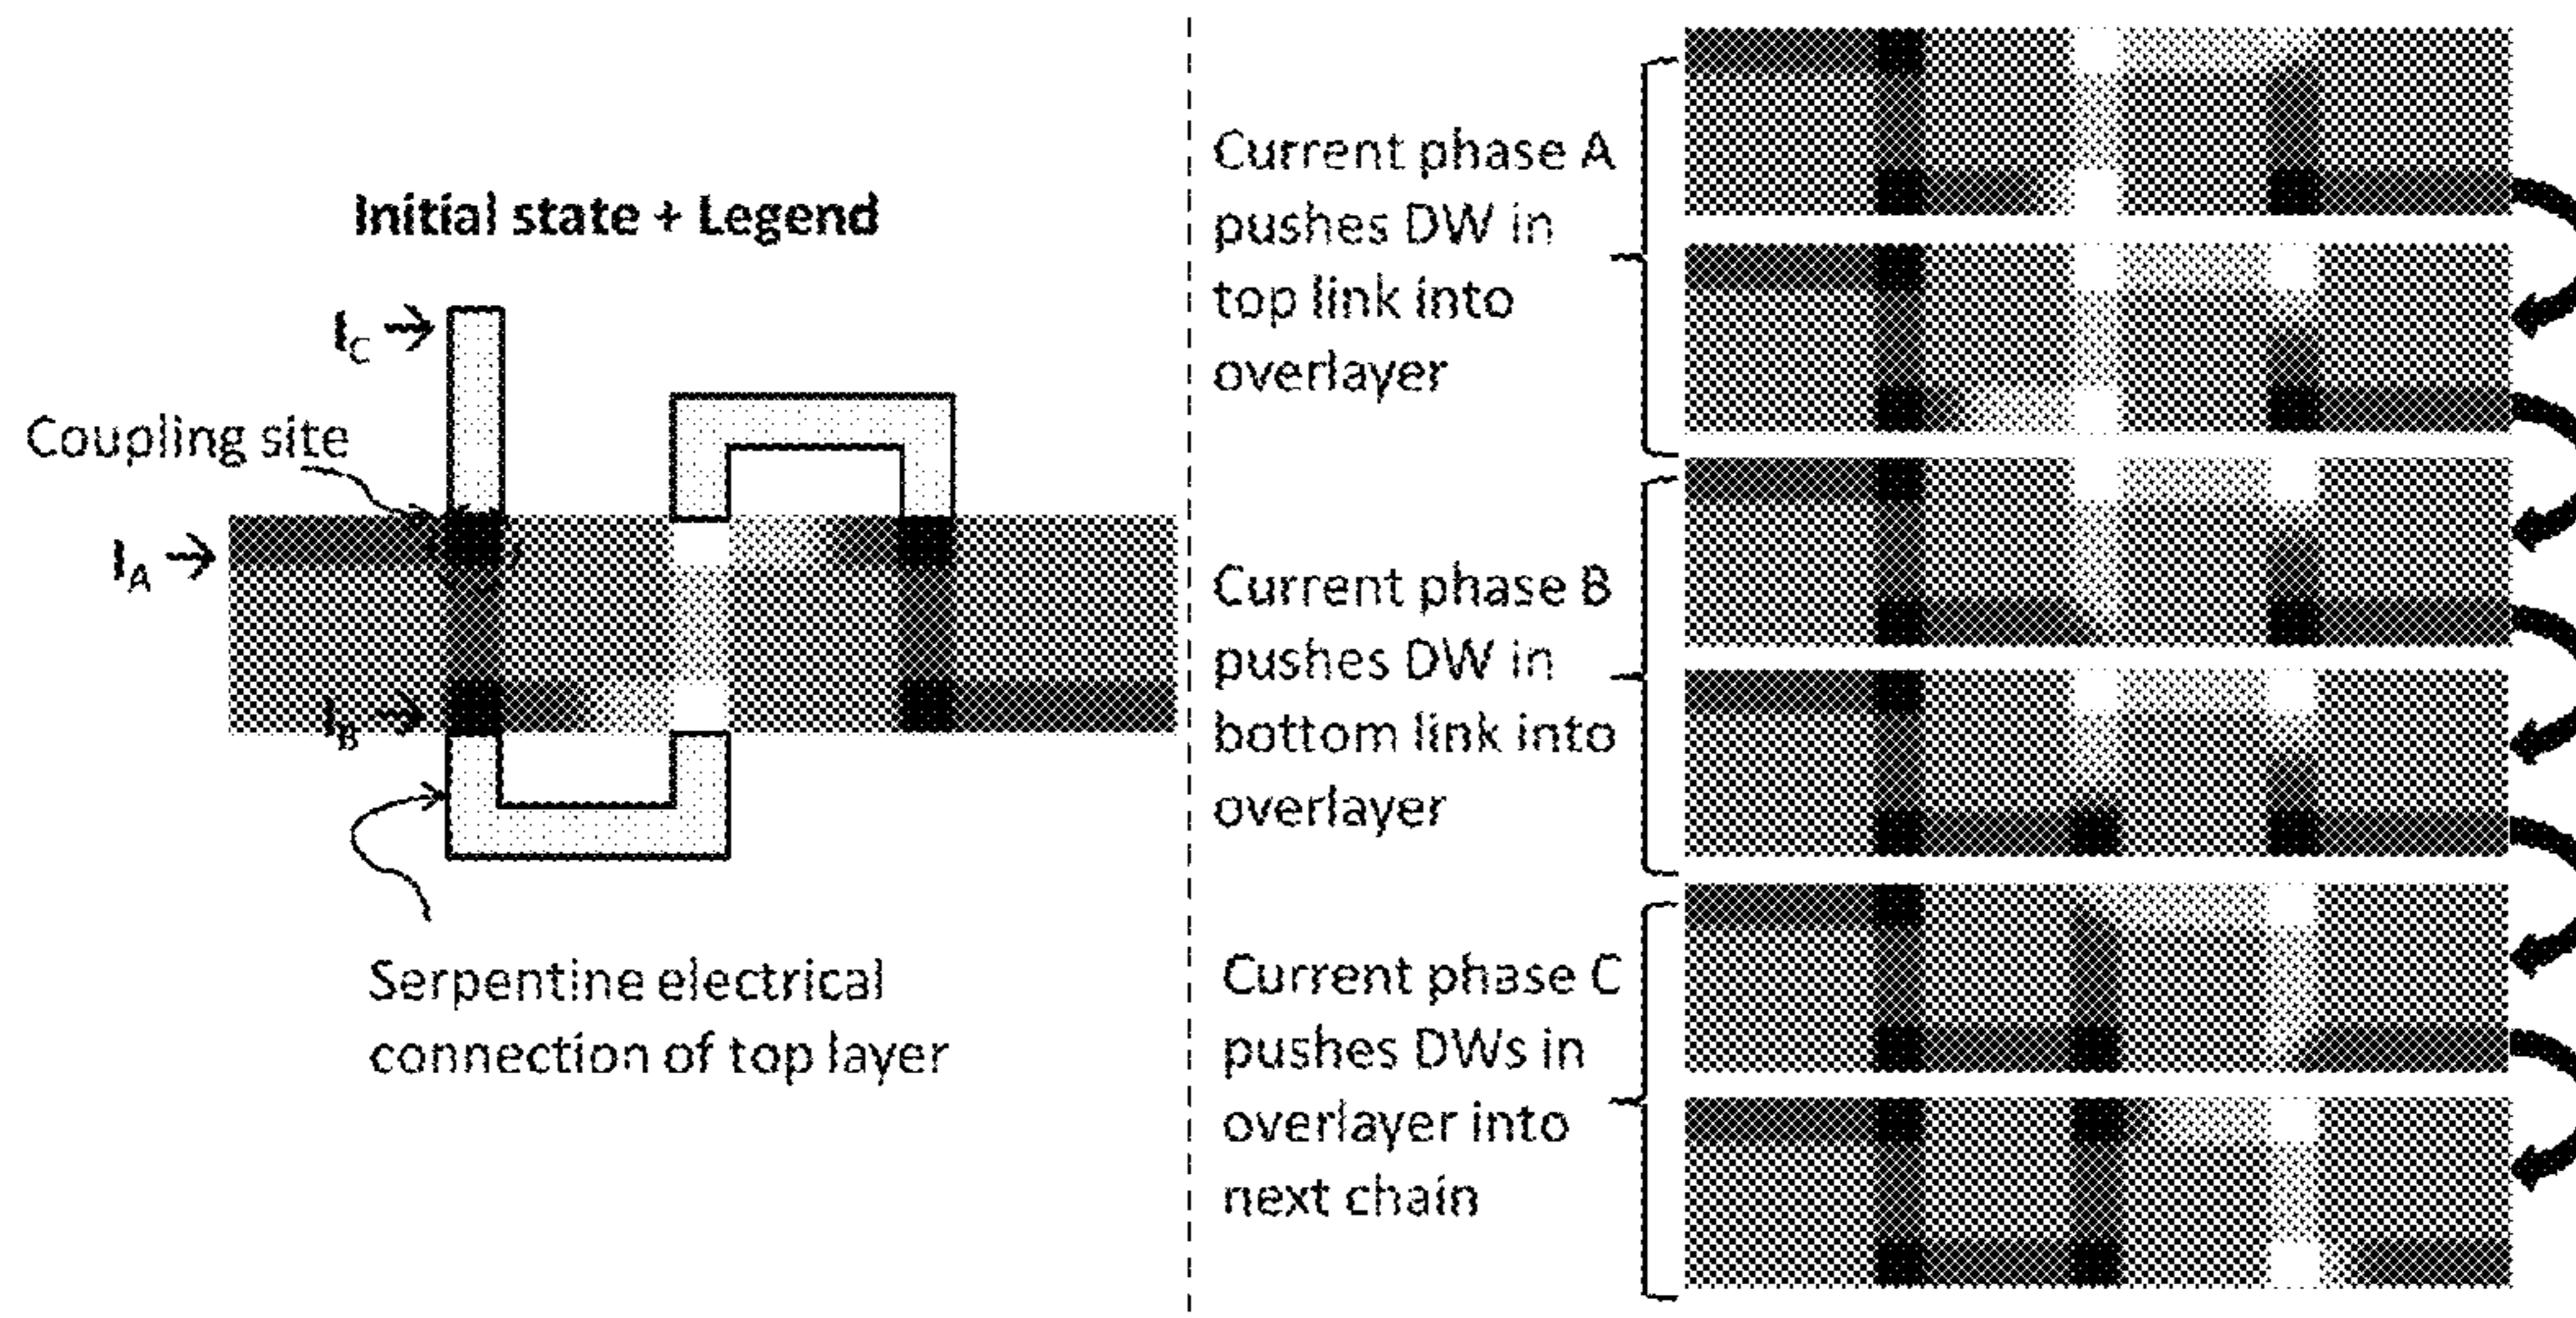 Initial state + Legend
I_C →
Coupling site
I_A →
I_B →
Serpentine electrical
connection of top layer
Current phase A
pushes DW in
top link into
overlayer
Current phase B
pushes DW in
bottom link into
overlayer
Current phase C
pushes DWs in
overlayer into
next chain